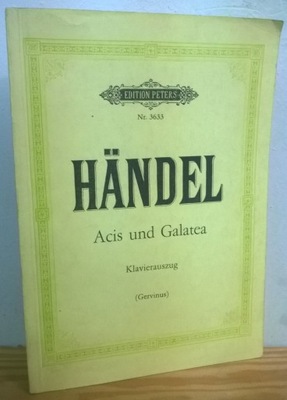 EDITION PETERS
Nr. 3633
HÄNDEL
Acis und Galatea
Klavierauszug
(Gervinus)